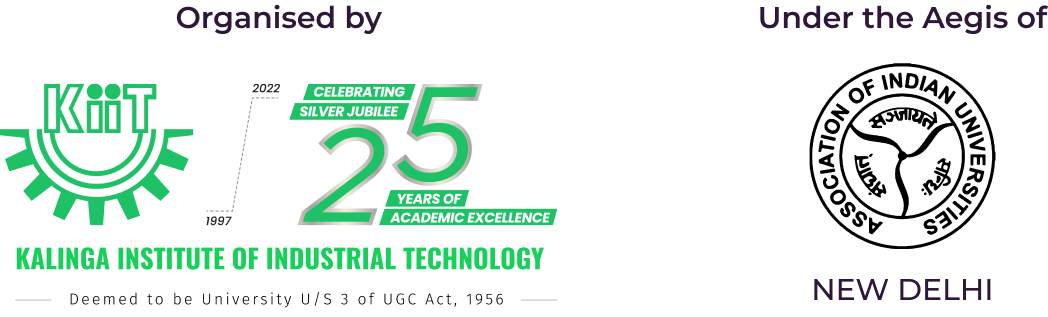 Organised by
KiiT
1997
2022
CELEBRATING
SILVER JUBILEE
25
YEARS OF
ACADEMIC EXCELLENCE
KALINGA INSTITUTE OF INDUSTRIAL TECHNOLOGY
Deemed to be University U/S 3 of UGC Act, 1956
Under the Aegis of
ASSOCIATION OF INDIAN UNIVERSITIES
सञ्जायते
NEW DELHI